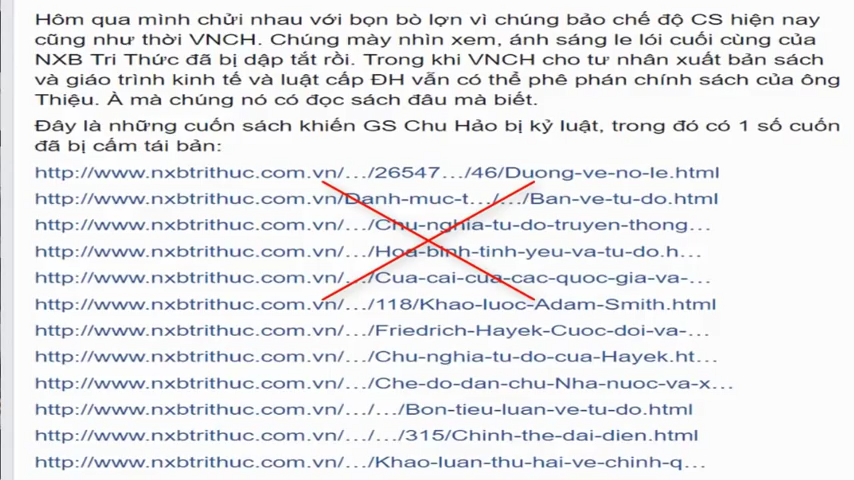 Hôm qua mình chửi nhau với bọn bò lợn vì chúng bảo chế độ CS hiện nay
cũng như thời VNCH. Chúng mày nhìn xem, ánh sáng le lói cuối cùng của
NXB Tri Thức đã bị dập tắt rồi. Trong khi VNCH cho tư nhân xuất bản sách
và giáo trình kinh tế và luật cấp ĐH vẫn có thể phê phán chính sách của ông
Thiệu. À mà chúng nó có đọc sách đâu mà biết.
Đây là những cuốn sách khiến GS Chu Hảo bị kỷ luật, trong đó có 1 số cuốn
đã bị cấm tái bản:
http://www.nxbtrithuc.com.vn/.../26547.../46/Duong-ve-no-le.html
http://www.nxbtrithuc.com.vn/Danh-muc-t.../.../Ban-ve-tu-do.html
http://www.nxbtrithuc.com.vn/.../Chu-nghia-tu-do-truyen-thong...
http://www.nxbtrithuc.com.vn/.../Hoa-binh-tinh-yeu-va-tu-do.h...
http://www.nxbtrithuc.com.vn/.../Cua-cai-cua-cac-quoc-gia-va-...
http://www.nxbtrithuc.com.vn/.../118/Khao-luoc-Adam-Smith.html
http://www.nxbtrithuc.com.vn/.../Friedrich-Hayek-Cuoc-doi-va-...
http://www.nxbtrithuc.com.vn/.../Chu-nghia-tu-do-cua-Hayek.ht...
http://www.nxbtrithuc.com.vn/.../Che-do-dan-chu-Nha-nuoc-va-x...
http://www.nxbtrithuc.com.vn/.../.../Bon-tieu-luan-ve-tu-do.html
http://www.nxbtrithuc.com.vn/.../.../315/Chinh-the-dai-dien.html
http://www.nxbtrithuc.com.vn/.../Khao-luan-thu-hai-ve-chinh-q...